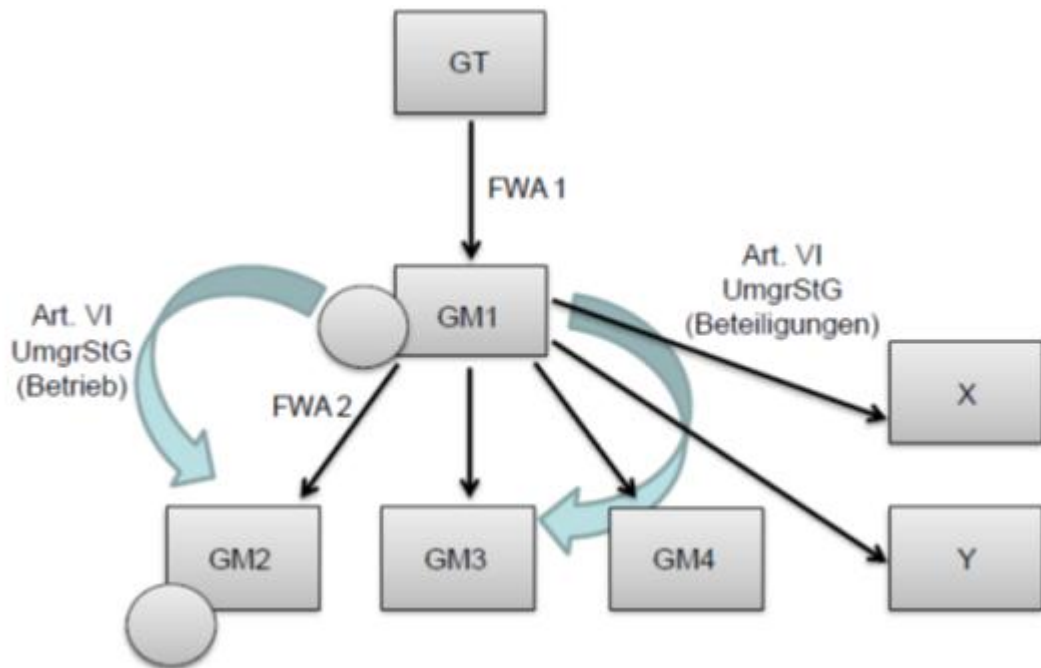 GT
FWA 1
Art. VI
UmgrStG
(Betrieb)
GM1
Art. VI
UmgrStG
(Beteiligungen)
FWA 2
X
GM2
GM3
GM4
Y